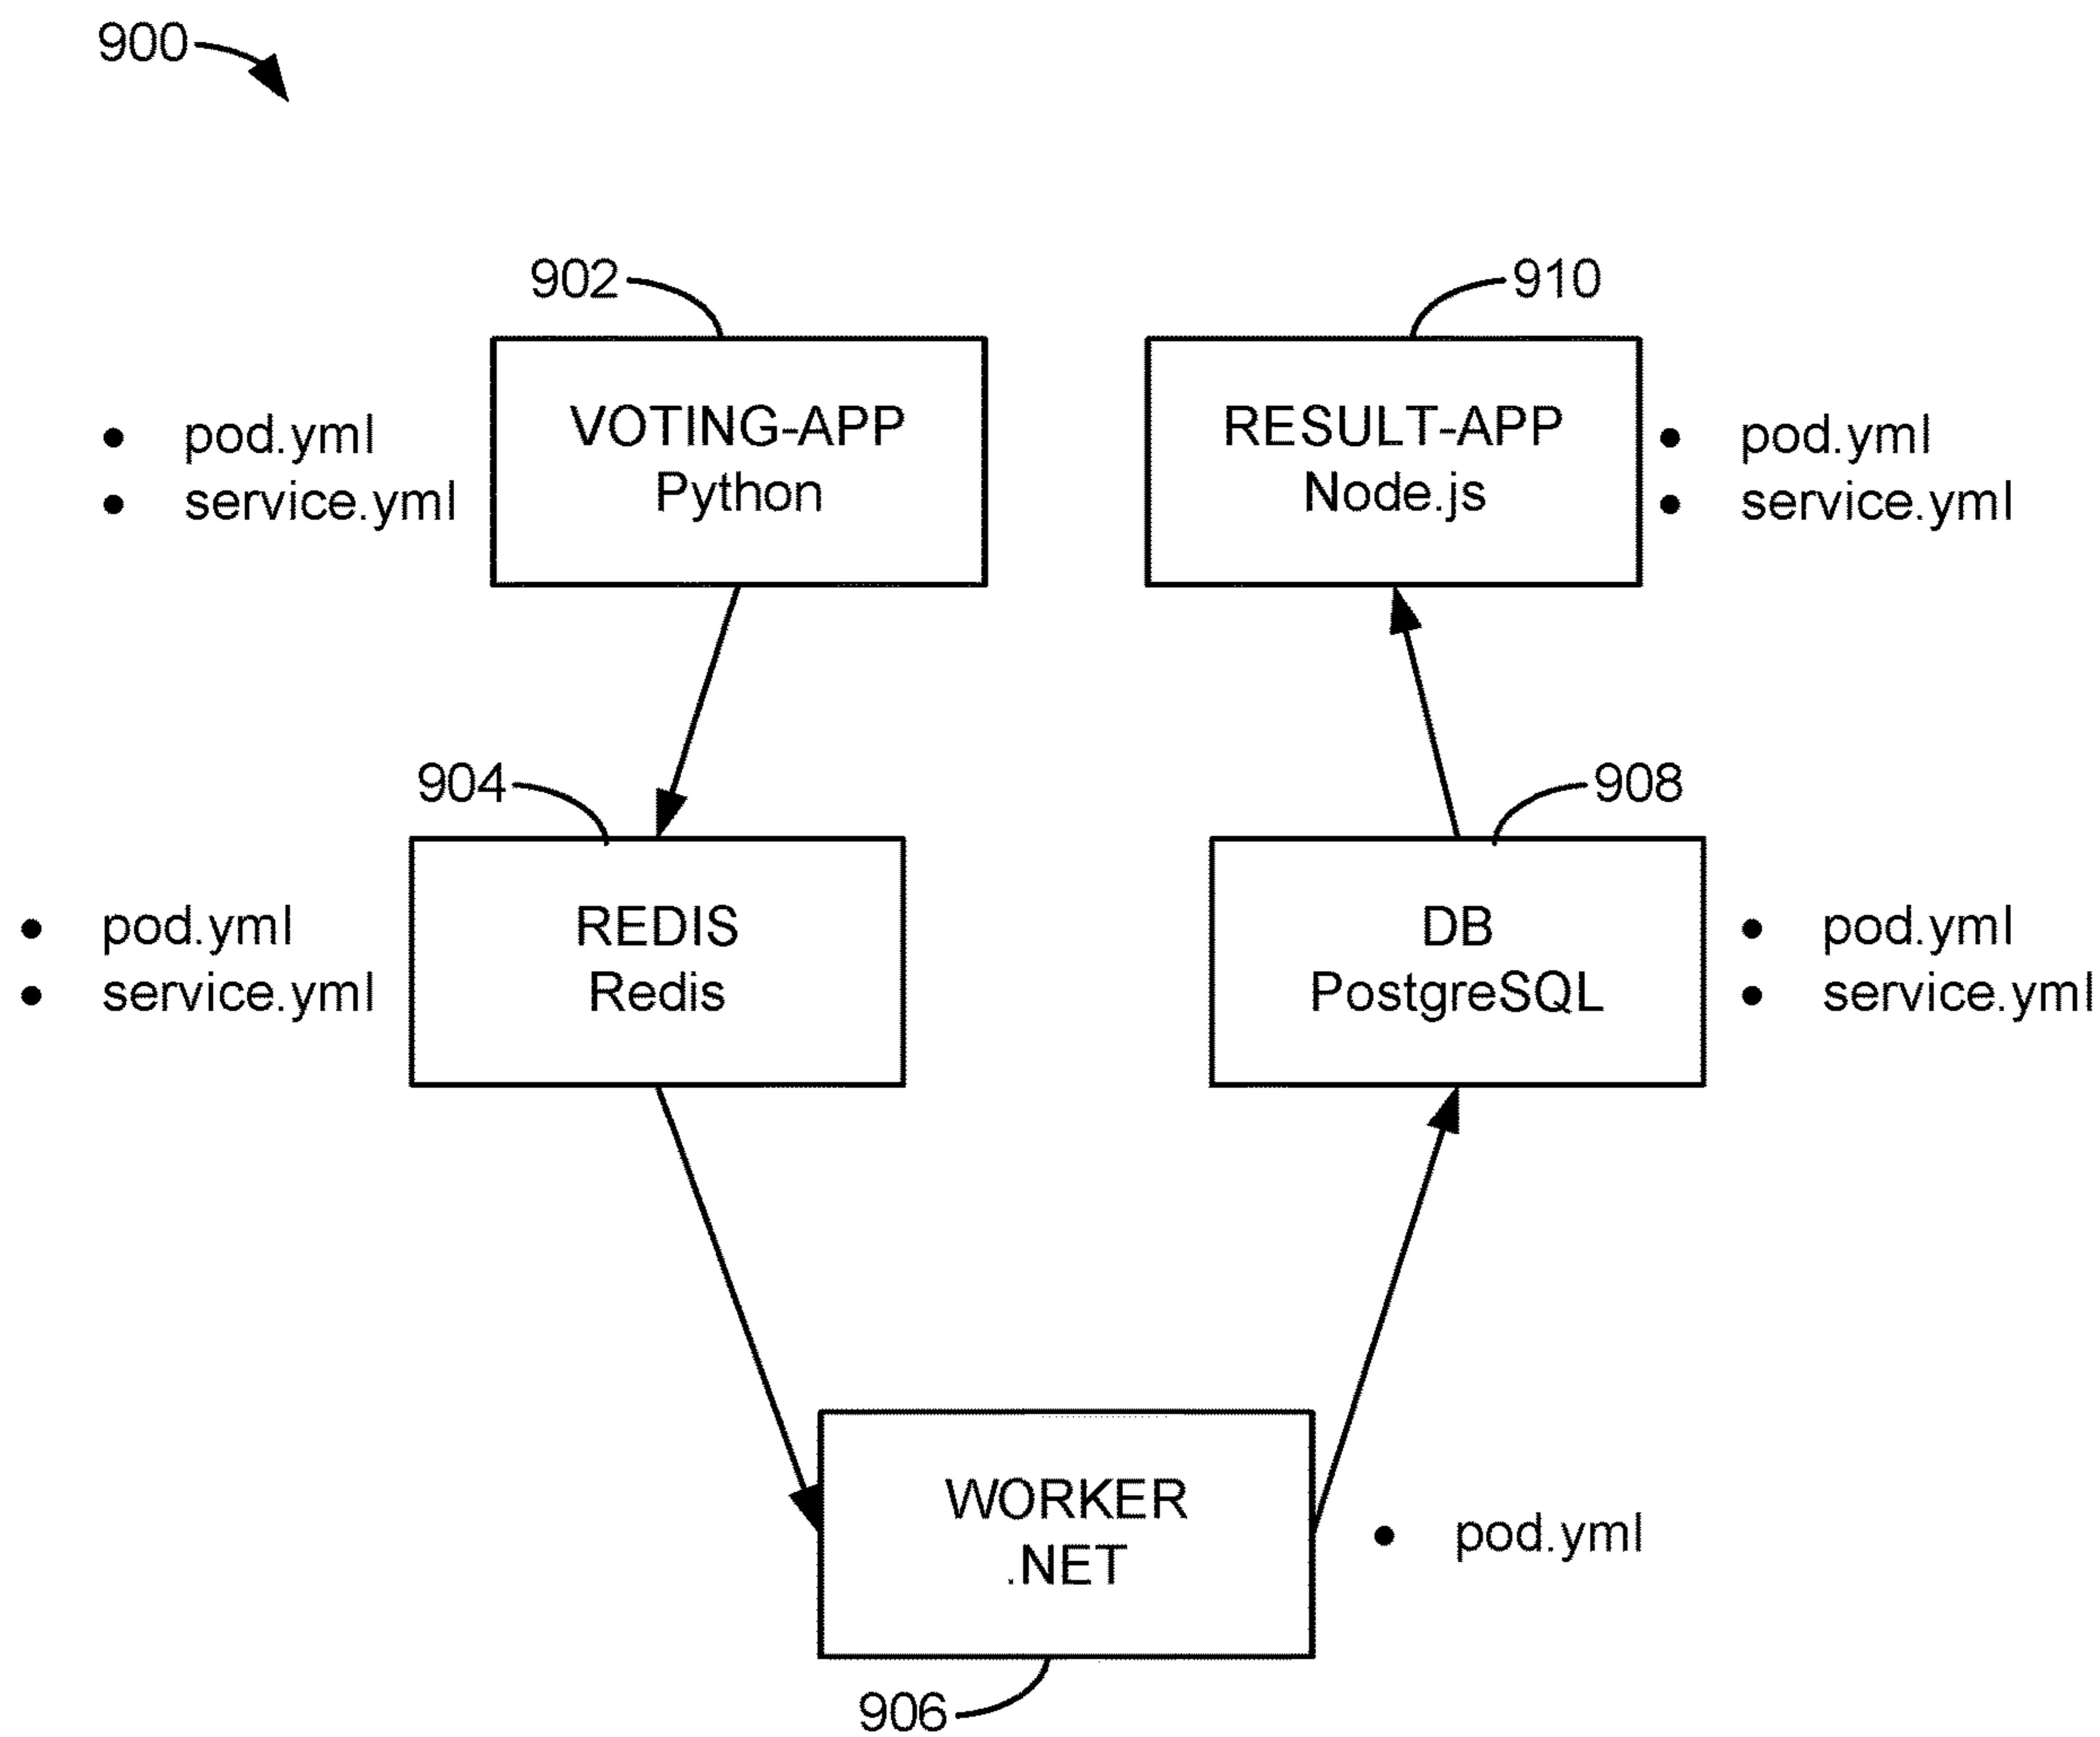 900
902
910
• pod.yml
• service.yml
VOTING-APP
Python
RESULT-APP
Node.js
• pod.yml
• service.yml
904
908
• pod.yml
• service.yml
REDIS
Redis
DB
PostgreSQL
• pod.yml
• service.yml
WORKER
.NET
• pod.yml
906